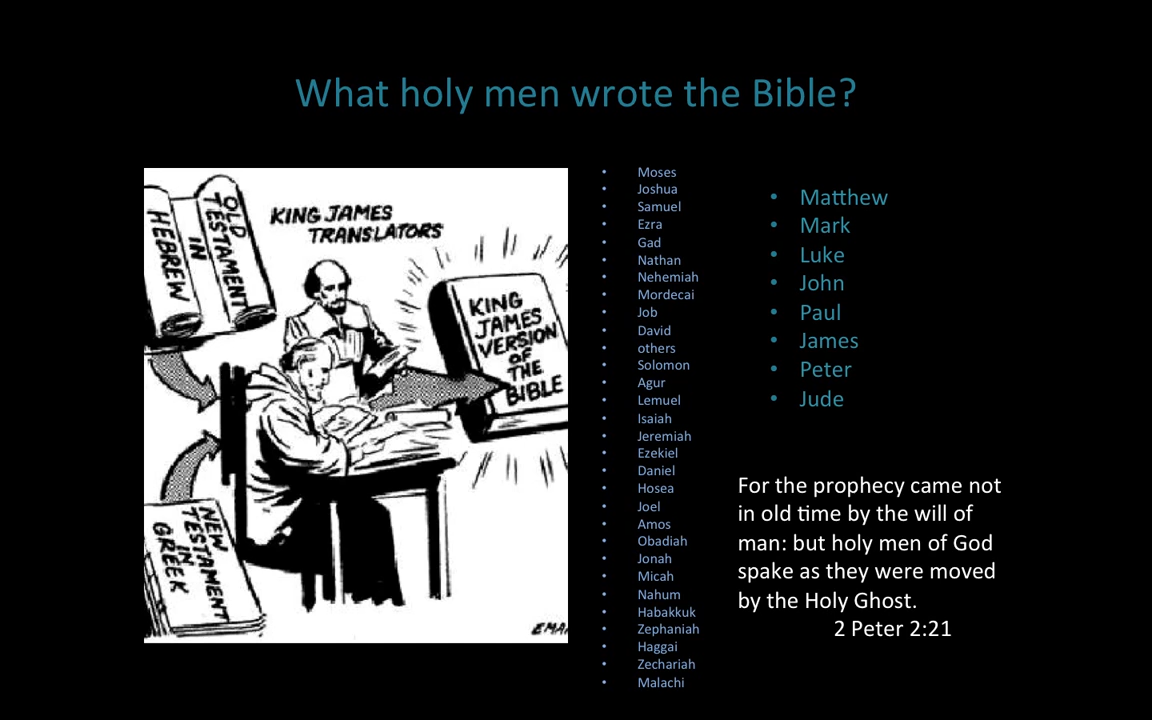 What holy men wrote the Bible?
OLD
TESTAMENT
IN
HEBREW
KING JAMES
TRANSLATORS
KING
JAMES
VERSION
OF
THE
BIBLE
NEW
TESTAMENT
IN
GREEK
• Moses
• Joshua
• Samuel
• Ezra
• Gad
• Nathan
• Nehemiah
• Mordecai
• Job
• David
• others
• Solomon
• Agur
• Lemuel
• Isaiah
• Jeremiah
• Ezekiel
• Daniel
• Hosea
• Joel
• Amos
• Obadiah
• Jonah
• Micah
• Nahum
• Habakkuk
• Zephaniah
• Haggai
• Zechariah
• Malachi
• Matthew
• Mark
• Luke
• John
• Paul
• James
• Peter
• Jude
For the prophecy came not
in old time by the will of
man: but holy men of God
spake as they were moved
by the Holy Ghost.
2 Peter 2:21